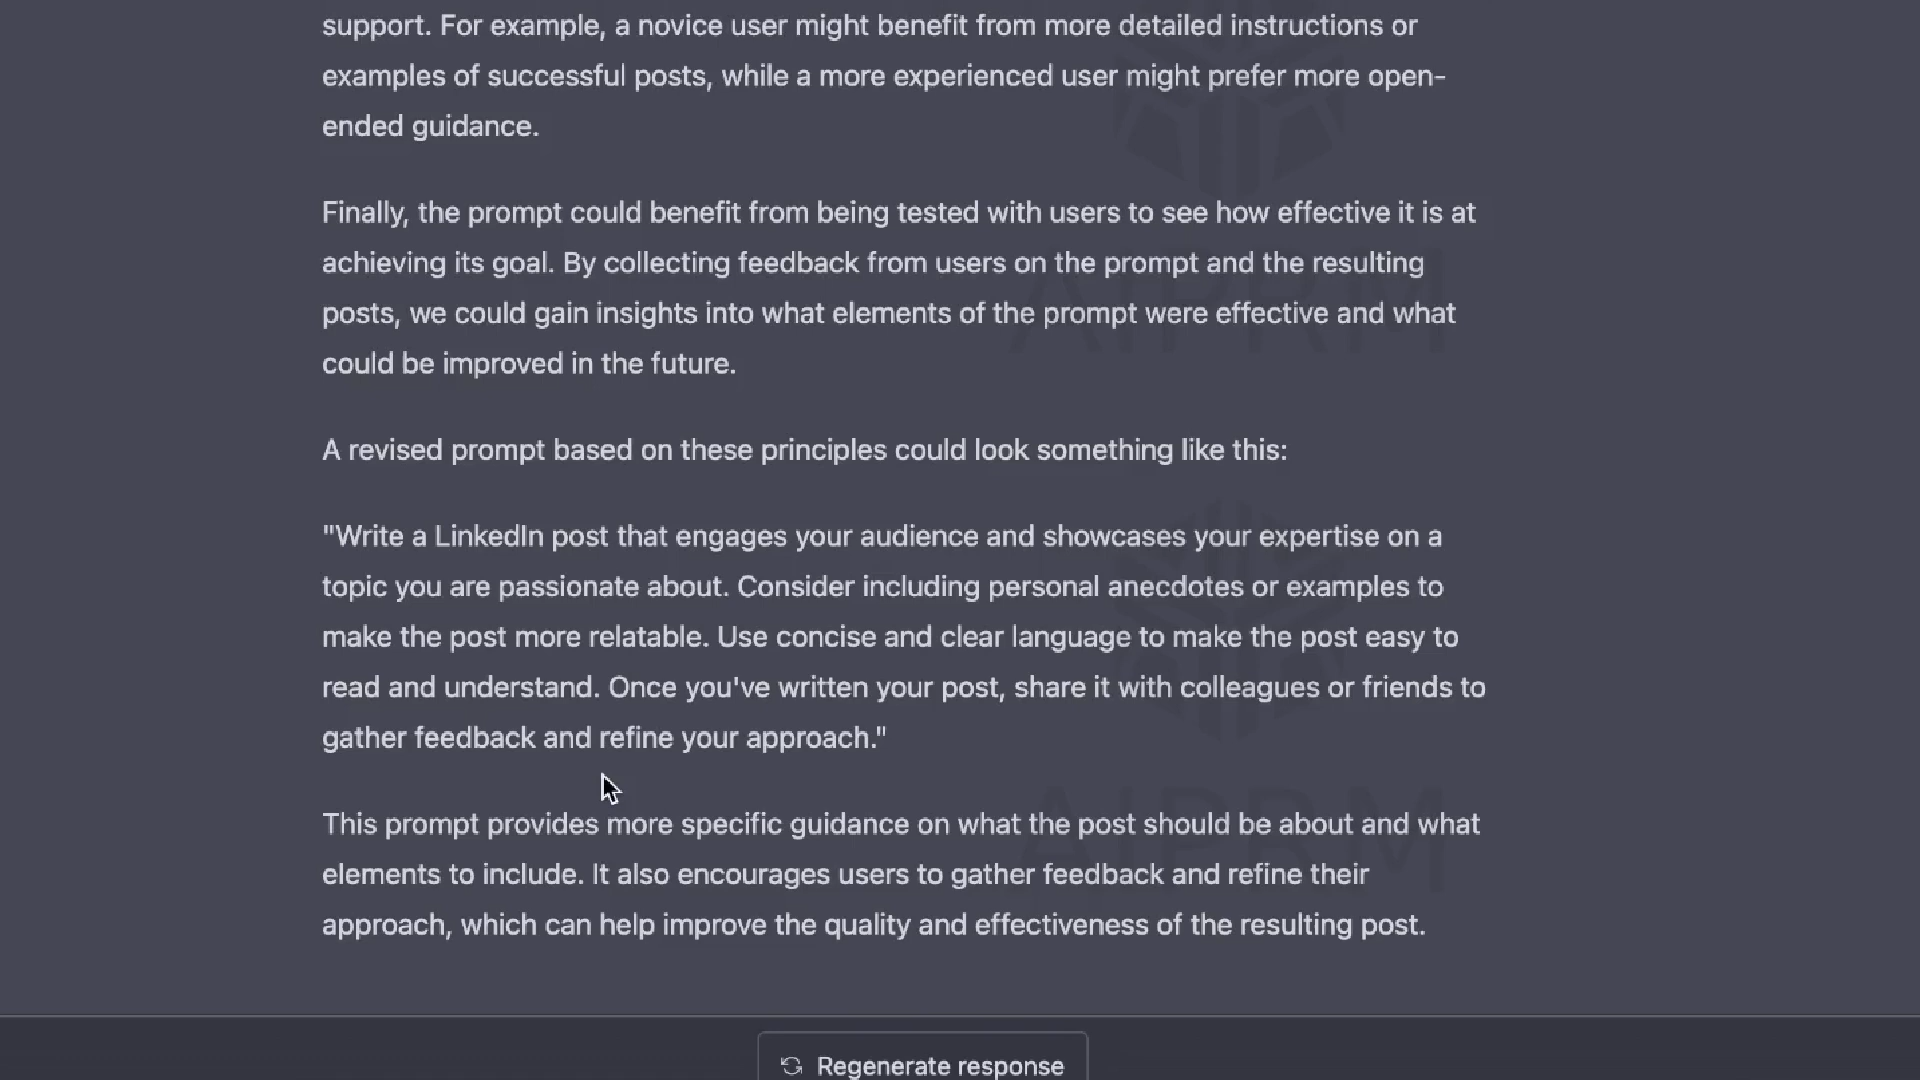 support. For example, a novice user might benefit from more detailed instructions or
examples of successful posts, while a more experienced user might prefer more open-
ended guidance.
Finally, the prompt could benefit from being tested with users to see how effective it is at
achieving its goal. By collecting feedback from users on the prompt and the resulting
posts, we could gain insights into what elements of the prompt were effective and what
could be improved in the future.
A revised prompt based on these principles could look something like this:
"Write a LinkedIn post that engages your audience and showcases your expertise on a
topic you are passionate about. Consider including personal anecdotes or examples to
make the post more relatable. Use concise and clear language to make the post easy to
read and understand. Once you've written your post, share it with colleagues or friends to
gather feedback and refine your approach."
This prompt provides more specific guidance on what the post should be about and what
elements to include. It also encourages users to gather feedback and refine their
approach, which can help improve the quality and effectiveness of the resulting post.
Regenerate response
AIPRM
AIPRM